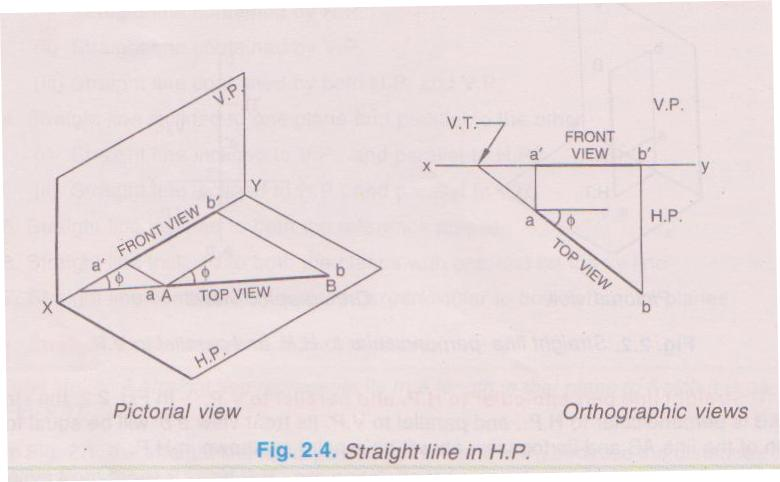 V.P.
Y
b'
FRONT VIEW
a'
φ
φ
b
B
X
a A TOP VIEW
H.P.
Pictorial view
V.P.
V.T.
FRONT
VIEW
x a' b' y
H.P.
a φ
TOP VIEW
b
Orthographic views
Fig. 2.4. Straight line in H.P.